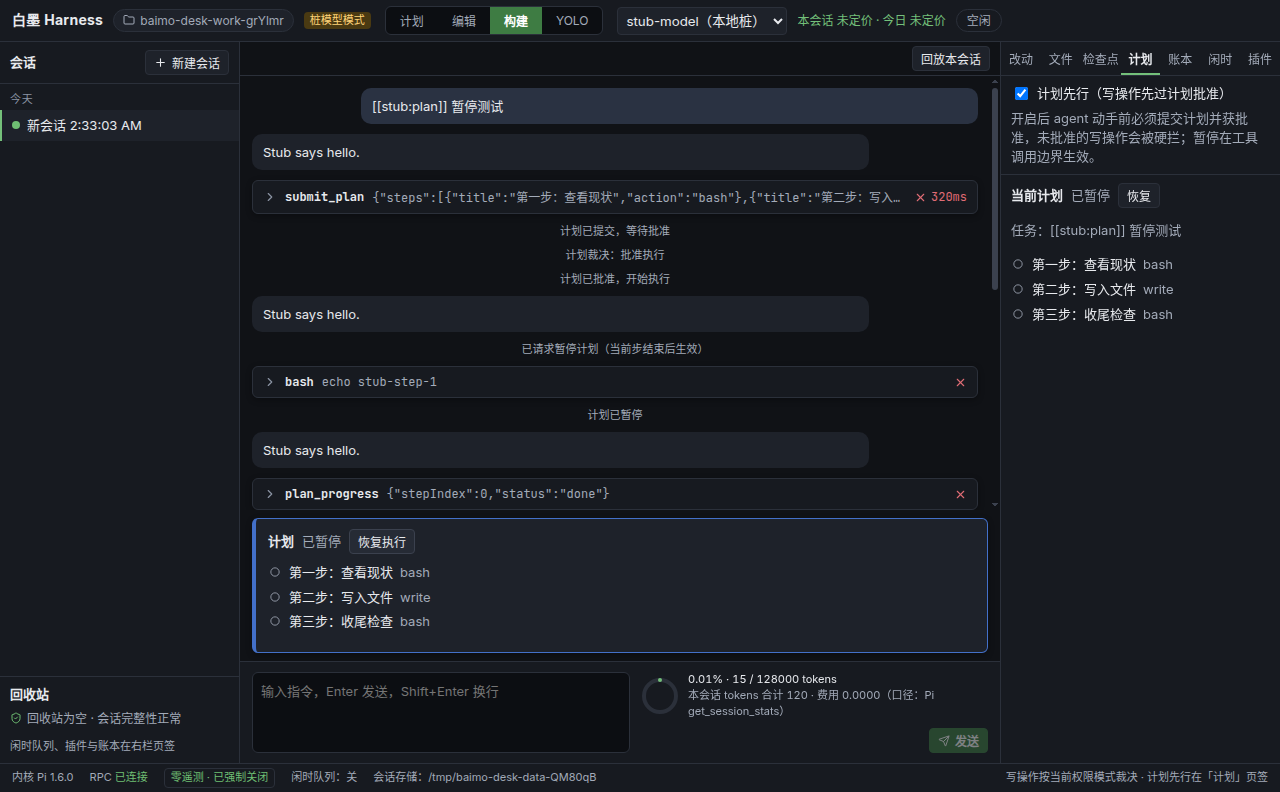 白墨 Harness
baimo-desk-work-grYlmr
桩模型模式
计划
编辑
构建
YOLO
stub-model（本地桩）
本会话 未定价 · 今日 未定价
空闲
会话
新建会话
今天
新会话 2:33:03 AM
回收站
回收站为空 · 会话完整性正常
闲时队列、插件与账本在右栏页签
回放本会话
[[stub:plan]] 暂停测试
Stub says hello.
submit_plan {"steps":[{"title":"第一步：查看现状","action":"bash"},{"title":"第二步：写入… 320ms
计划已提交，等待批准
计划裁决：批准执行
计划已批准，开始执行
Stub says hello.
已请求暂停计划（当前步结束后生效）
bash echo stub-step-1
计划已暂停
Stub says hello.
plan_progress {"stepIndex":0,"status":"done"}
计划 已暂停 恢复执行
第一步：查看现状 bash
第二步：写入文件 write
第三步：收尾检查 bash
输入指令，Enter 发送，Shift+Enter 换行
0.01% · 15 / 128000 tokens
本会话 tokens 合计 120 · 费用 0.0000（口径：Pi
get_session_stats）
发送
改动
文件
检查点
计划
账本
闲时
插件
计划先行（写操作先过计划批准）
开启后 agent 动手前必须提交计划并获批
准，未批准的写操作会被硬拦；暂停在工具
调用边界生效。
当前计划 已暂停 恢复
任务：[[stub:plan]] 暂停测试
第一步：查看现状 bash
第二步：写入文件 write
第三步：收尾检查 bash
内核 Pi 1.6.0
RPC 已连接
零遥测 · 已强制关闭
闲时队列：关
会话存储：/tmp/baimo-desk-data-QM80qB
写操作按当前权限模式裁决 · 计划先行在「计划」页签